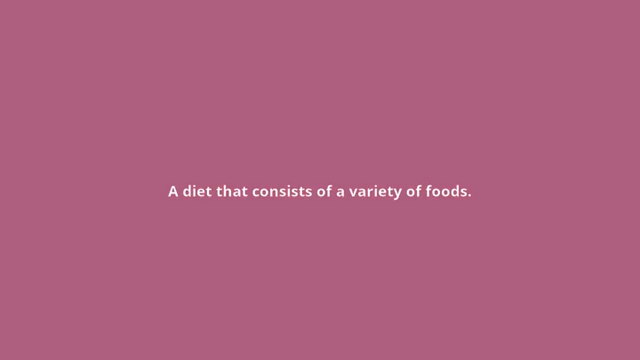 A diet that consists of a variety of foods.